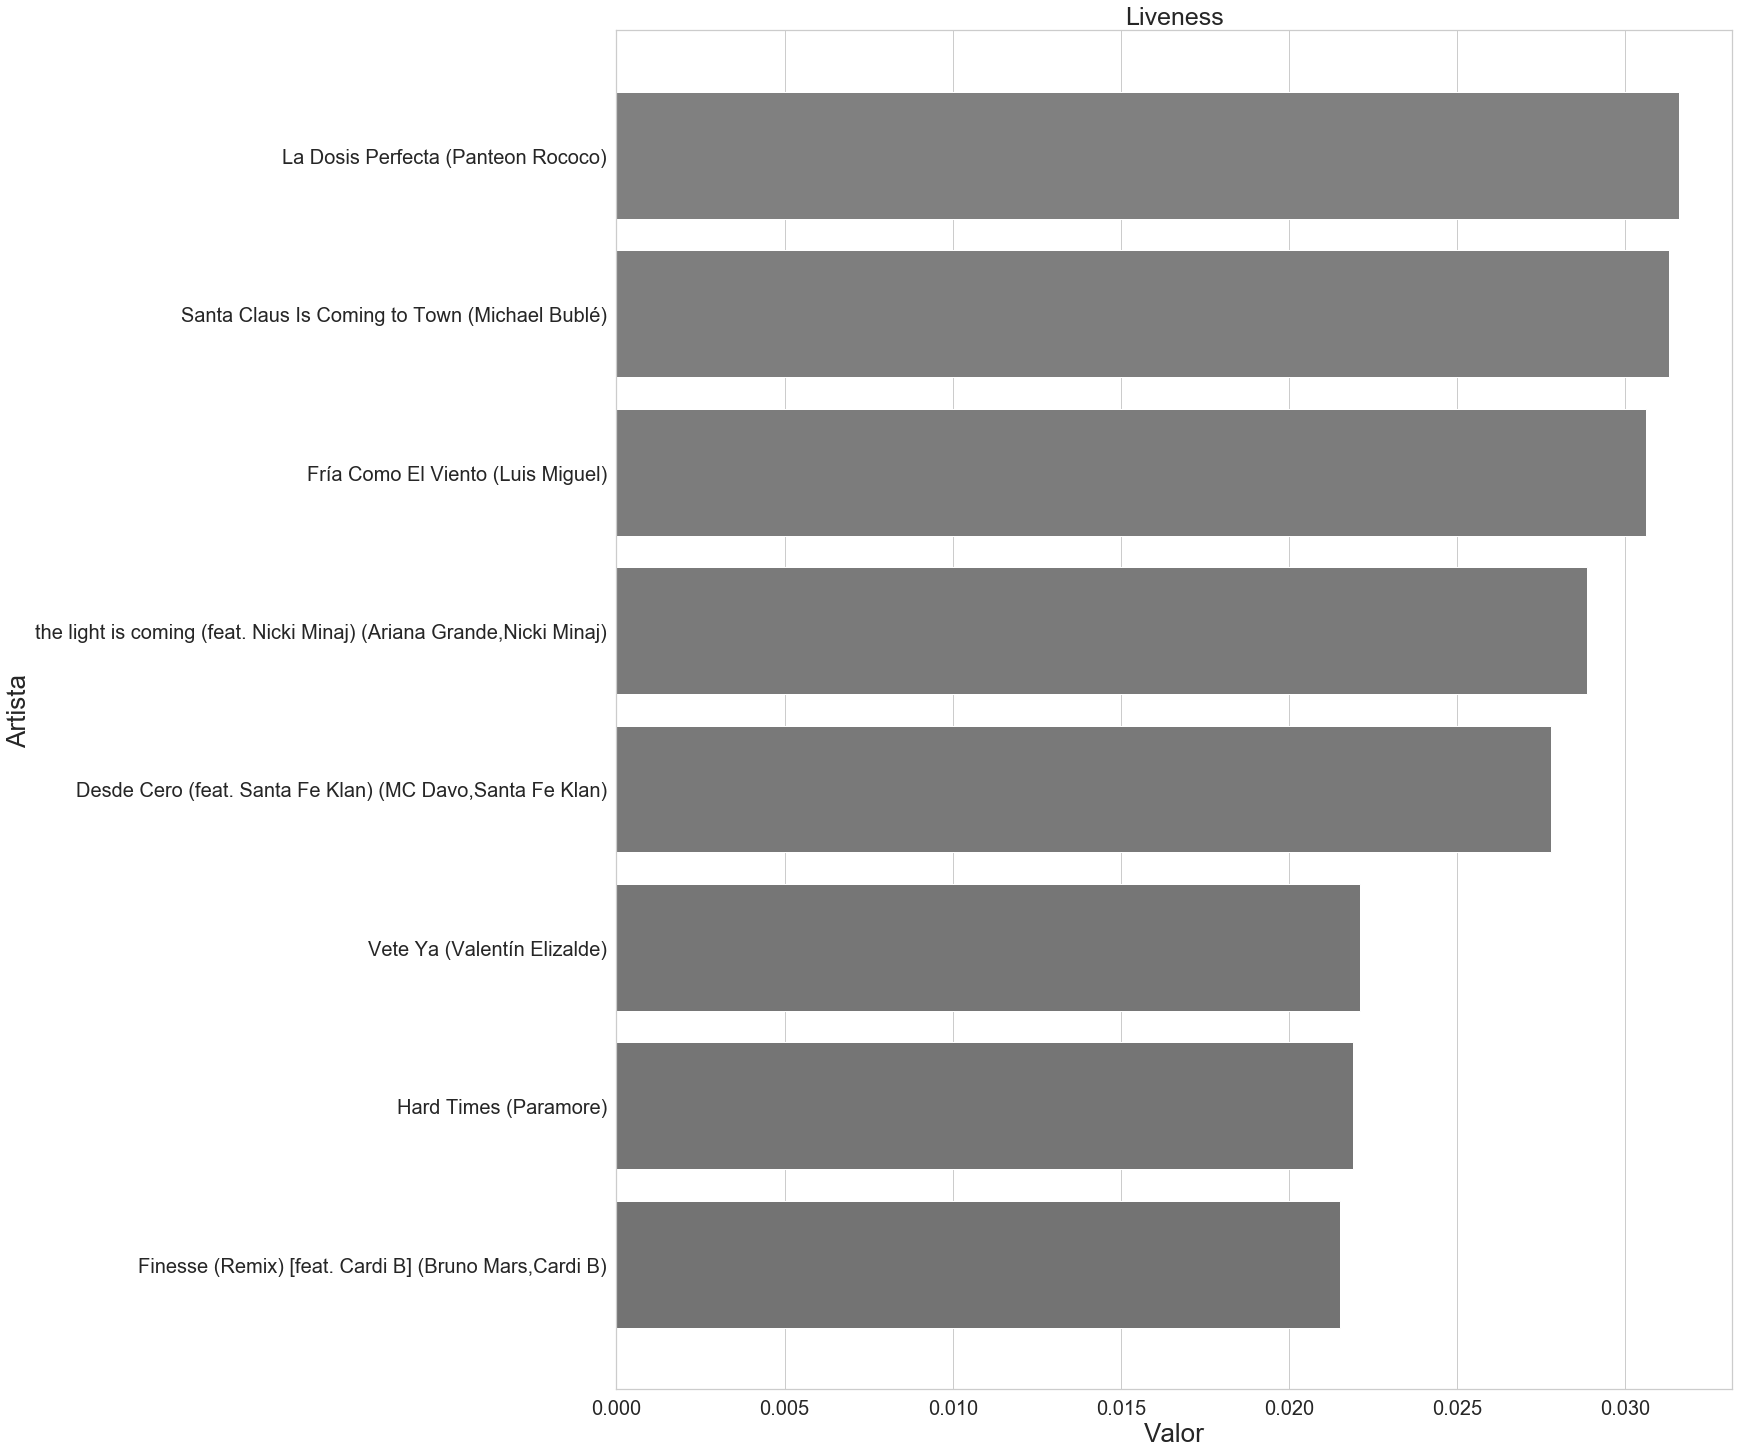 Liveness
La Dosis Perfecta (Panteon Rococo)
Santa Claus Is Coming to Town (Michael Bublé)
Fría Como El Viento (Luis Miguel)
the light is coming (feat. Nicki Minaj) (Ariana Grande,Nicki Minaj)
Artista
Desde Cero (feat. Santa Fe Klan) (MC Davo,Santa Fe Klan)
Vete Ya (Valentín Elizalde)
Hard Times (Paramore)
Finesse (Remix) [feat. Cardi B] (Bruno Mars,Cardi B)
0.000 0.005 0.010 0.015 0.020 0.025 0.030
Valor